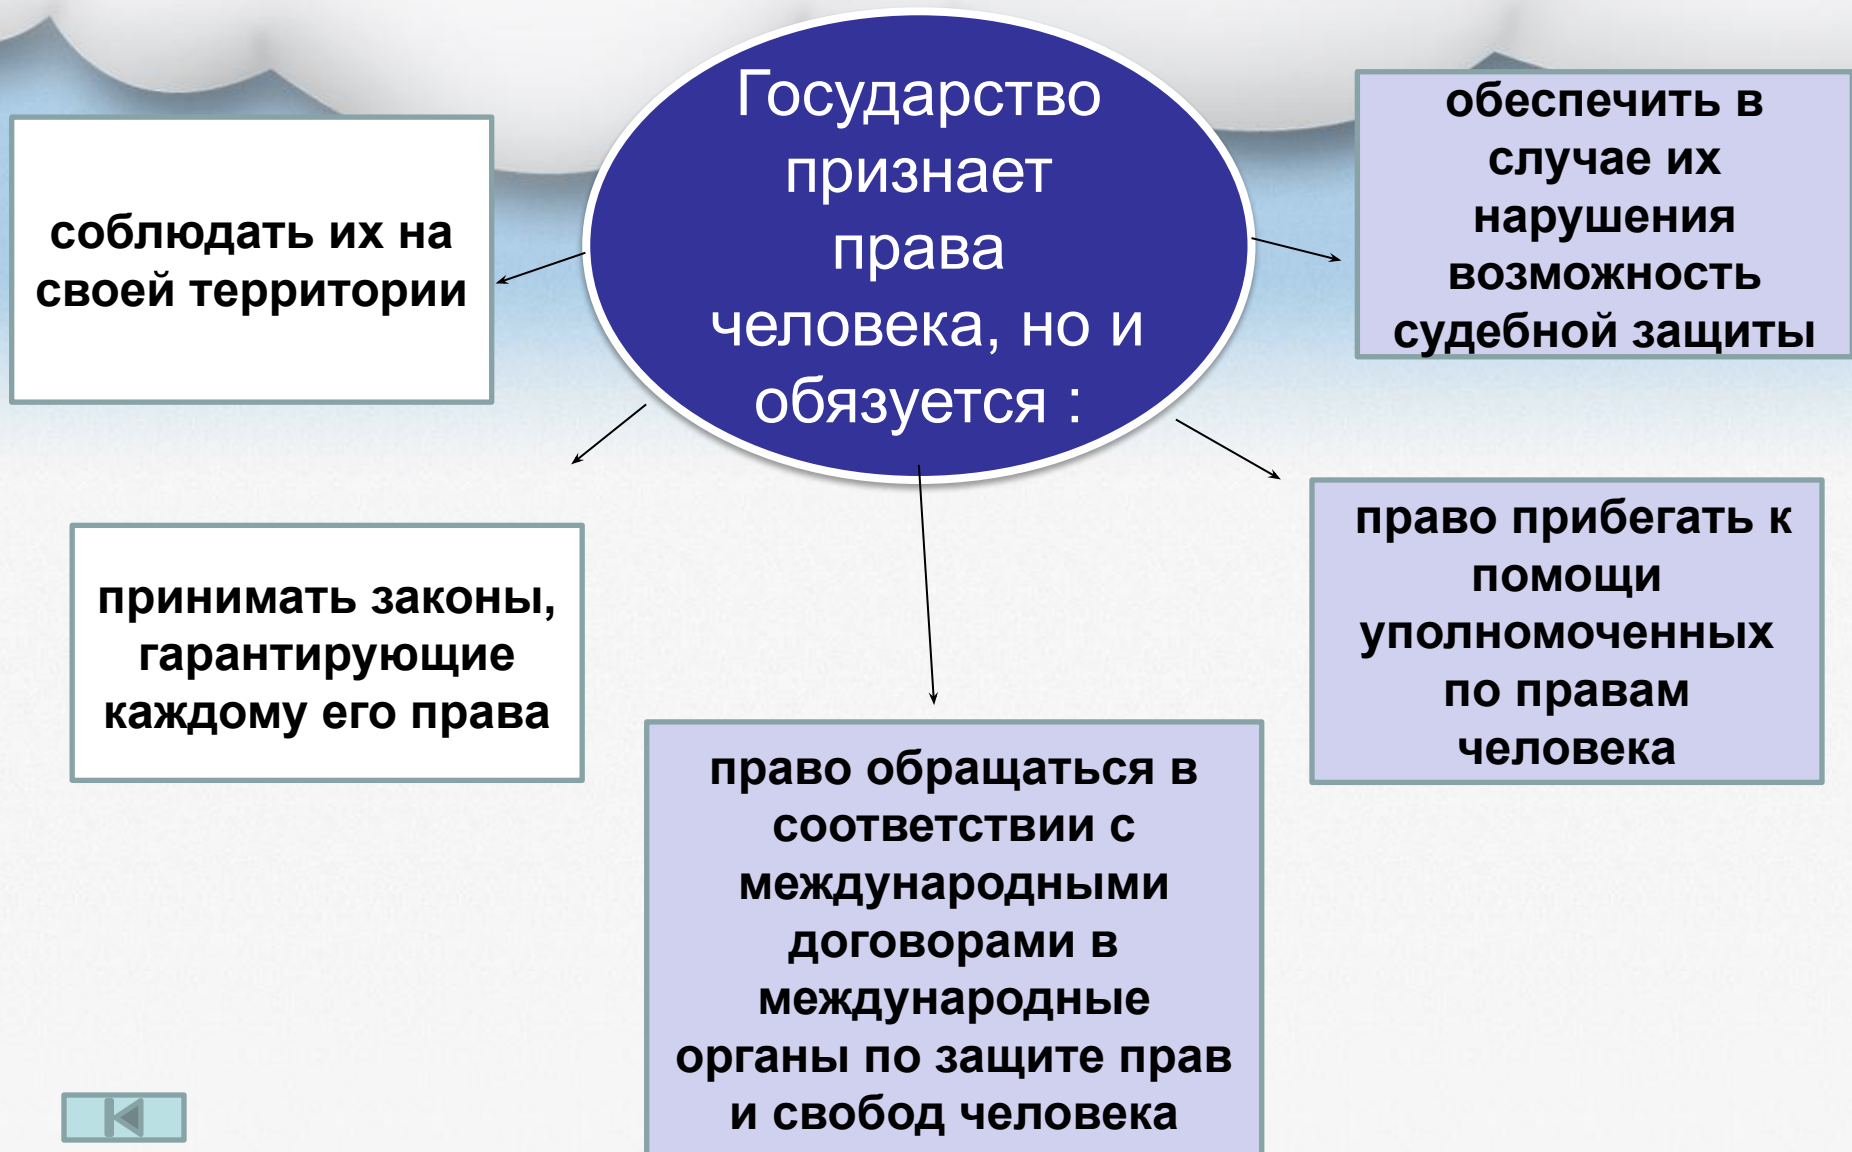 Государство
признает
права
человека, но и
обязуется :
соблюдать их на
своей территории
обеспечить в
случае их
нарушения
возможность
судебной защиты
принимать законы,
гарантирующие
каждому его права
право прибегать к
помощи
уполномоченных
по правам
человека
право обращаться в
соответствии с
международными
договорами в
международные
органы по защите прав
и свобод человека